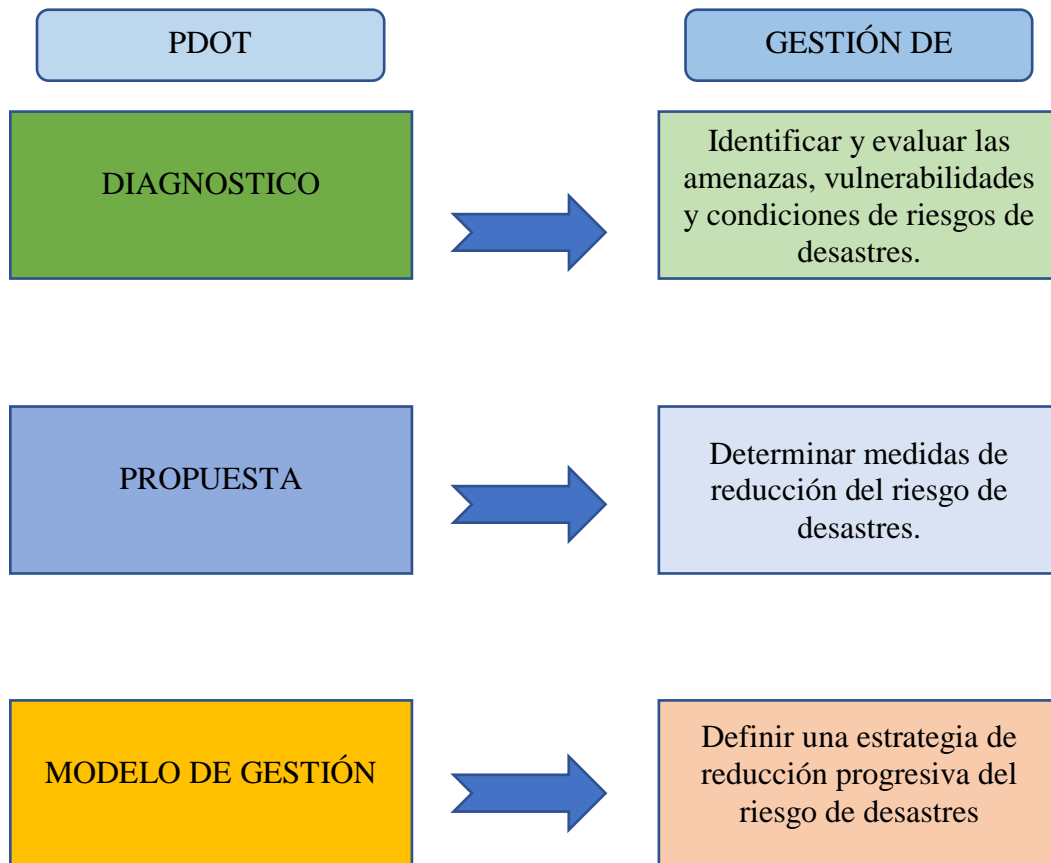 PDOT
GESTIÓN DE
DIAGNOSTICO
Identificar y evaluar las
amenazas, vulnerabilidades
y condiciones de riesgos de
desastres.
PROPUESTA
Determinar medidas de
reducción del riesgo de
desastres.
MODELO DE GESTIÓN
Definir una estrategia de
reducción progresiva del
riesgo de desastres